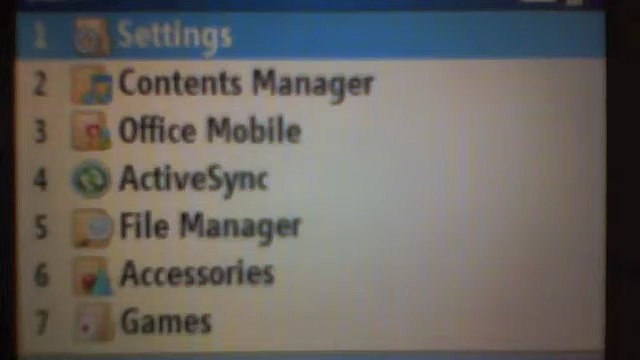 1 Settings
2 Contents Manager
3 Office Mobile
4 ActiveSync
5 File Manager
6 Accessories
7 Games